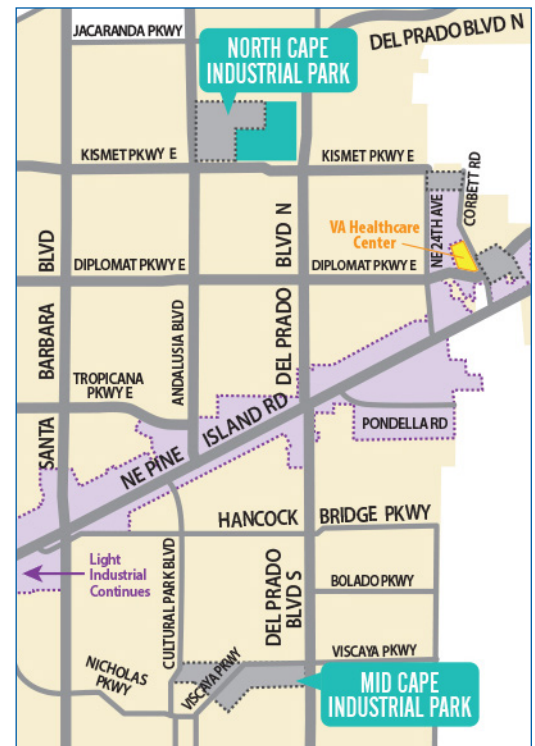 JACARANDA PKWY
DEL PRADO BLVD N
NORTH CAPE
INDUSTRIAL PARK
KISMET PKWY E
KISMET PKWY E
CORBETT RD
NE 24TH AVE
VA Healthcare
Center
BLVD N
BLVD
DIPLOMAT PKWY E
DIPLOMAT PKWY E
ANDALUSIA BLVD
DEL PRADO
BARBARA
TROPICANA
PKWY E
NE PINE ISLAND RD
PONDELLA RD
SANTA
HANCOCK BRIDGE PKWY
Light
Industrial
Continues
CULTURAL PARK BLVD
DEL PRADO
BLVD S
BOLADO PKWY
VISCAYA PKWY
NICHOLAS
PKWY
VISCAYA PKWY
MID CAPE
INDUSTRIAL PARK